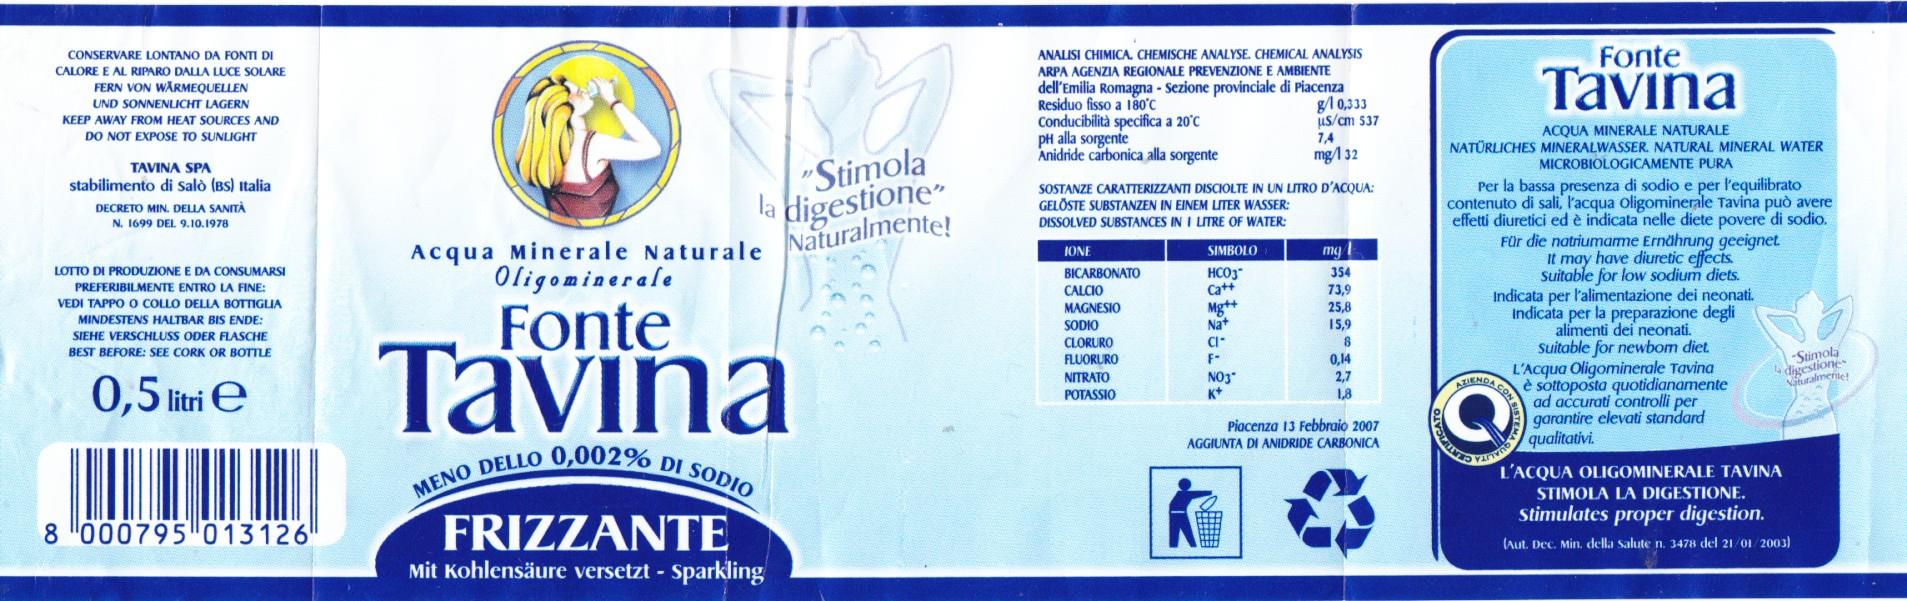 CONSERVARE LONTANO DA FONTI DI
CALORE E AL RIPARO DALLA LUCE SOLARE
FERN VON WÄRMEQUELLEN
UND SONNENLICHT LAGERN
KEEP AWAY FROM HEAT SOURCES AND
DO NOT EXPOSE TO SUNLIGHT
TAVINA SPA
stabilimento di Salò (BS) Italia
DECRETO MIN. DELLA SANITÀ
N. 1699 DEL 9.10.1978
LOTTO DI PRODUZIONE E DA CONSUMARSI
PREFERIBILMENTE ENTRO LA FINE:
VEDI TAPPO O COLLO DELLA BOTTIGLIA
MINDESTENS HALTBAR BIS ENDE:
SIEHE VERSCHLUSS ODER FLASCHE
BEST BEFORE: SEE CORK OR BOTTLE
0,5 litri e
8 000795 013126
Acqua Minerale Naturale
Oligominerale
Fonte
Tavina
MENO DELLO 0,002% DI SODIO
FRIZZANTE
Mit Kohlensäure versetzt - Sparkling
"Stimola
la digestione"
Naturalmente!
ANALISI CHIMICA. CHEMISCHE ANALYSE. CHEMICAL ANALYSIS
ARPA AGENZIA REGIONALE PREVENZIONE E AMBIENTE
dell'Emilia Romagna - Sezione provinciale di Piacenza
Residuo fisso a 180°C g/l 0,333
Conducibilità specifica a 20°C µS/cm 537
pH alla sorgente 7,4
Anidride carbonica alla sorgente mg/l 32
SOSTANZE CARATTERIZZANTI DISCIOLTE IN UN LITRO D'ACQUA:
GELÖSTE SUBSTANZEN IN EINEM LITER WASSER:
DISSOLVED SUBSTANCES IN 1 LITRE OF WATER:
IONE SIMBOLO mg/l
BICARBONATO HCO3- 354
CALCIO Ca++ 73,9
MAGNESIO Mg++ 25,8
SODIO Na+ 15,9
CLORURO Cl- 8
FLUORURO F- 0,14
NITRATO NO3- 2,7
POTASSIO K+ 1,8
Piacenza 13 Febbraio 2007
AGGIUNTA DI ANIDRIDE CARBONICA
Fonte
Tavina
ACQUA MINERALE NATURALE
NATÜRLICHES MINERALWASSER. NATURAL MINERAL WATER
MICROBIOLOGICAMENTE PURA
Per la bassa presenza di sodio e per l'equilibrato
contenuto di sali, l'acqua oligominerale Tavina può avere
effetti diuretici ed è indicata nelle diete povere di sodio.
Für die natriumarme Ernährung geeignet.
It may have diuretic effects.
Suitable for low sodium diets.
Indicata per l'alimentazione dei neonati.
Indicata per la preparazione degli
alimenti dei neonati.
Suitable for newborn diet.
L'Acqua Oligominerale Tavina
è sottoposta quotidianamente
ad accurati controlli per
garantire elevati standard
qualitativi.
"Stimola
la digestione"
Naturalmente!
AZIENDA CON SISTEMA QUALITÀ CERTIFICATO
L'ACQUA OLIGOMINERALE TAVINA
STIMOLA LA DIGESTIONE.
Stimulates proper digestion.
(Aut. Dec. Min. della Salute n. 3478 del 21/01/2003)